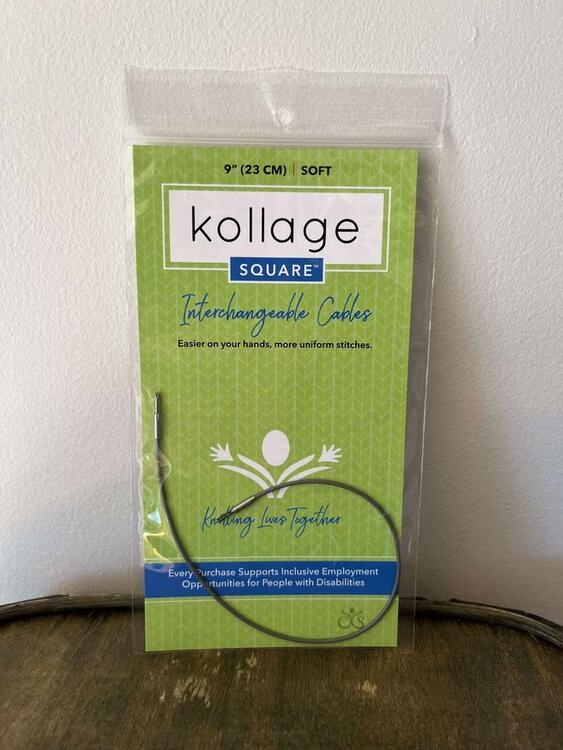 9” (23 CM) | SOFT
kollage
SQUARE™
Interchangeable Cables
Easier on your hands, more uniform stitches.
Knitting Lives Together
Every Purchase Supports Inclusive Employment
Opportunities for People with Disabilities